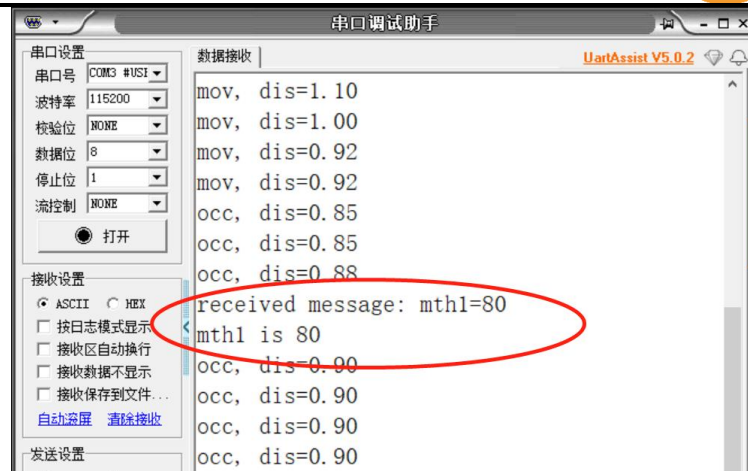 串口调试助手
串口设置
串口号 COM3 #USI
波特率 115200
校验位 NONE
数据位 8
停止位 1
流控制 NONE
打开
接收设置
ASCII HEX
按日志模式显示
接收区自动换行
接收数据不显示
接收保存到文件...
自动滚屏 清除接收
发送设置
数据接收 UartAssist V5.0.2
mov, dis=1.10
mov, dis=1.00
mov, dis=0.92
mov, dis=0.92
occ, dis=0.85
occ, dis=0.85
occ, dis=0.88
received message: mth1=80
mth1 is 80
occ, dis=0.90
occ, dis=0.90
occ, dis=0.90
occ, dis=0.90